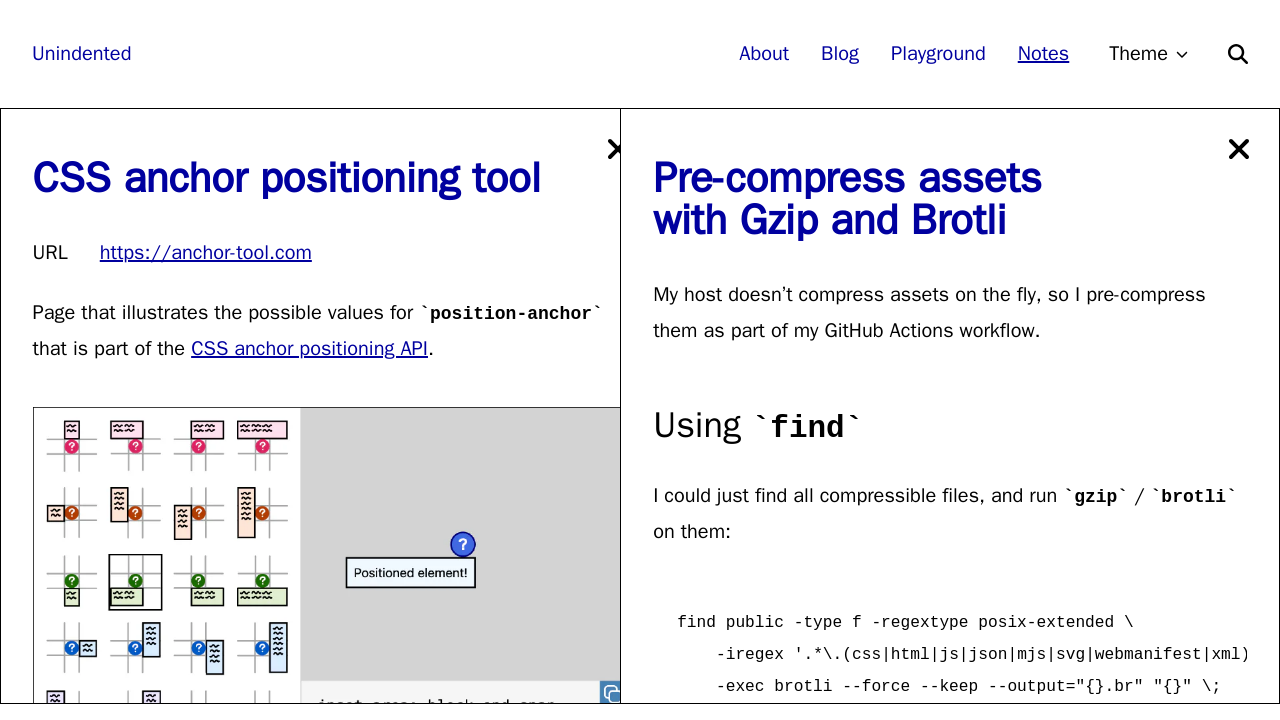 Unindented
About
Blog
Playground
Notes
Theme
CSS anchor positioning tool
URL https://anchor-tool.com
Page that illustrates the possible values for `position-anchor`
that is part of the CSS anchor positioning API.
Positioned element!
Pre-compress assets
with Gzip and Brotli
My host doesn’t compress assets on the fly, so I pre-compress
them as part of my GitHub Actions workflow.
Using `find`
I could just find all compressible files, and run `gzip` / `brotli`
on them:
find public -type f -regextype posix-extended \
-iregex '.*\.(css|html|js|json|mjs|svg|webmanifest|xml)
-exec brotli --force --keep --output="{}.br" "{}" \;